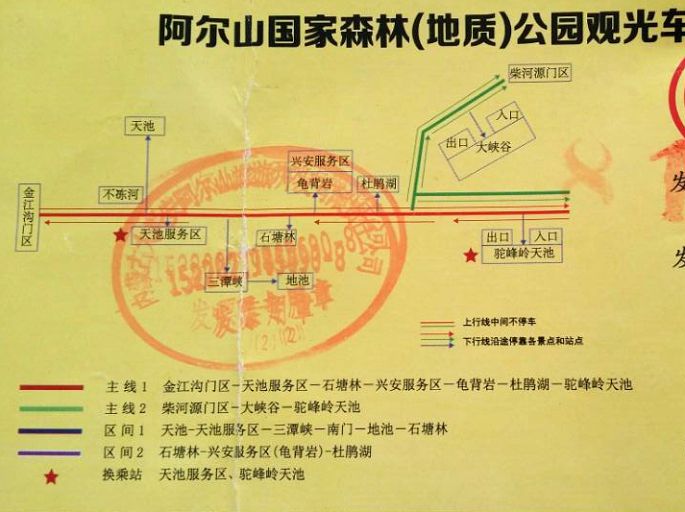 阿尔山国家森林(地质)公园观光车
柴河源门区
天池
入口
出口
大峡谷
兴安服务区
龟背岩
杜鹃湖
不冻河
金江沟门区
天池服务区
石塘林
出口
入口
驼峰岭天池
三潭峡
地池
上行线中间不停车
下行线沿途停靠各景点和站点
主线1 金江沟门区-天池服务区-石塘林-兴安服务区-龟背岩-杜鹃湖-驼峰岭天池
主线2 柴河源门区-大峡谷-驼峰岭天池
区间1 天池-天池服务区-三潭峡-南门-地池-石塘林
区间2 石塘林-兴安服务区(龟背岩)-杜鹃湖
换乘站 天池服务区、驼峰岭天池
发
发